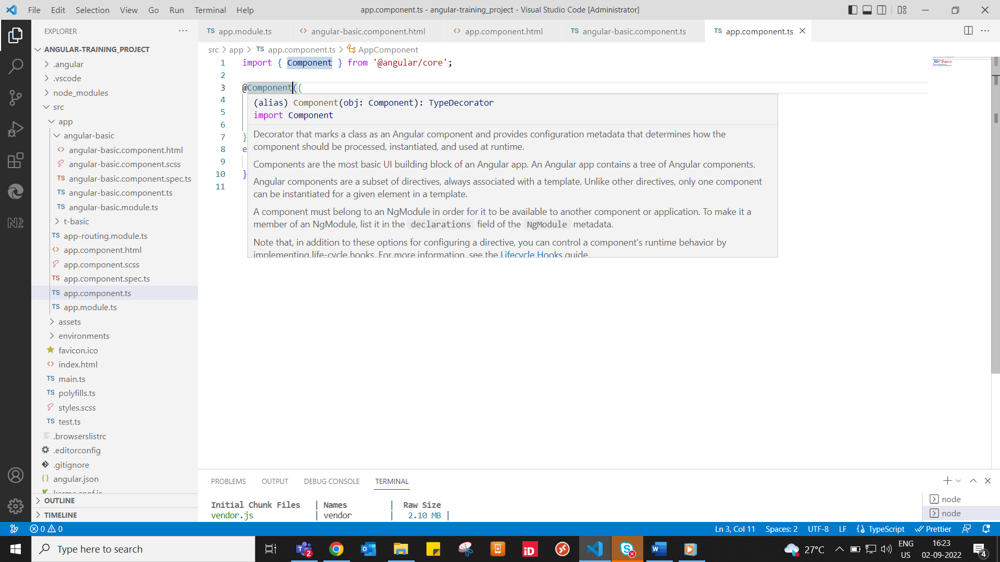 File Edit Selection View Go Run Terminal Help
app.component.ts - angular-training_project - Visual Studio Code [Administrator]
EXPLORER
ANGULAR-TRAINING_PROJECT
.angular
.vscode
node_modules
src
app
angular-basic
angular-basic.component.html
angular-basic.component.scss
TS angular-basic.component.spec.ts
TS angular-basic.component.ts
TS angular-basic.module.ts
t-basic
TS app-routing.module.ts
app.component.html
app.component.scss
TS app.component.spec.ts
TS app.component.ts
TS app.module.ts
assets
environments
favicon.ico
index.html
TS main.ts
TS polyfills.ts
styles.scss
TS test.ts
.browserslistrc
.editorconfig
.gitignore
{} angular.json
karma.conf.js
OUTLINE
TIMELINE
TS app.module.ts
<> angular-basic.component.html
<> app.component.html
TS angular-basic.component.ts
TS app.component.ts
src > app > TS app.component.ts > AppComponent
1 import { Component } from '@angular/core';
2
3 @Component({
4
5
6
7 }
8 e
9
10 }
11
(alias) Component(obj: Component): TypeDecorator
import Component
Decorator that marks a class as an Angular component and provides configuration metadata that determines how the
component should be processed, instantiated, and used at runtime.
Components are the most basic UI building block of an Angular app. An Angular app contains a tree of Angular components.
Angular components are a subset of directives, always associated with a template. Unlike other directives, only one component
can be instantiated for a given element in a template.
A component must belong to an NgModule in order for it to be available to another component or application. To make it a
member of an NgModule, list it in the declarations field of the NgModule metadata.
Note that, in addition to these options for configuring a directive, you can control a component's runtime behavior by
implementing life-cycle hooks. For more information, see the Lifecycle Hooks guide.
PROBLEMS OUTPUT DEBUG CONSOLE TERMINAL
Initial Chunk Files | Names | Raw Size
vendor.js | vendor | 2.10 MB |
node
node
0 0
Ln 3, Col 11 Spaces: 2 UTF-8 LF {} TypeScript Prettier
Type here to search
2
iD
27°C
ENG
US
16:23
02-09-2022
4